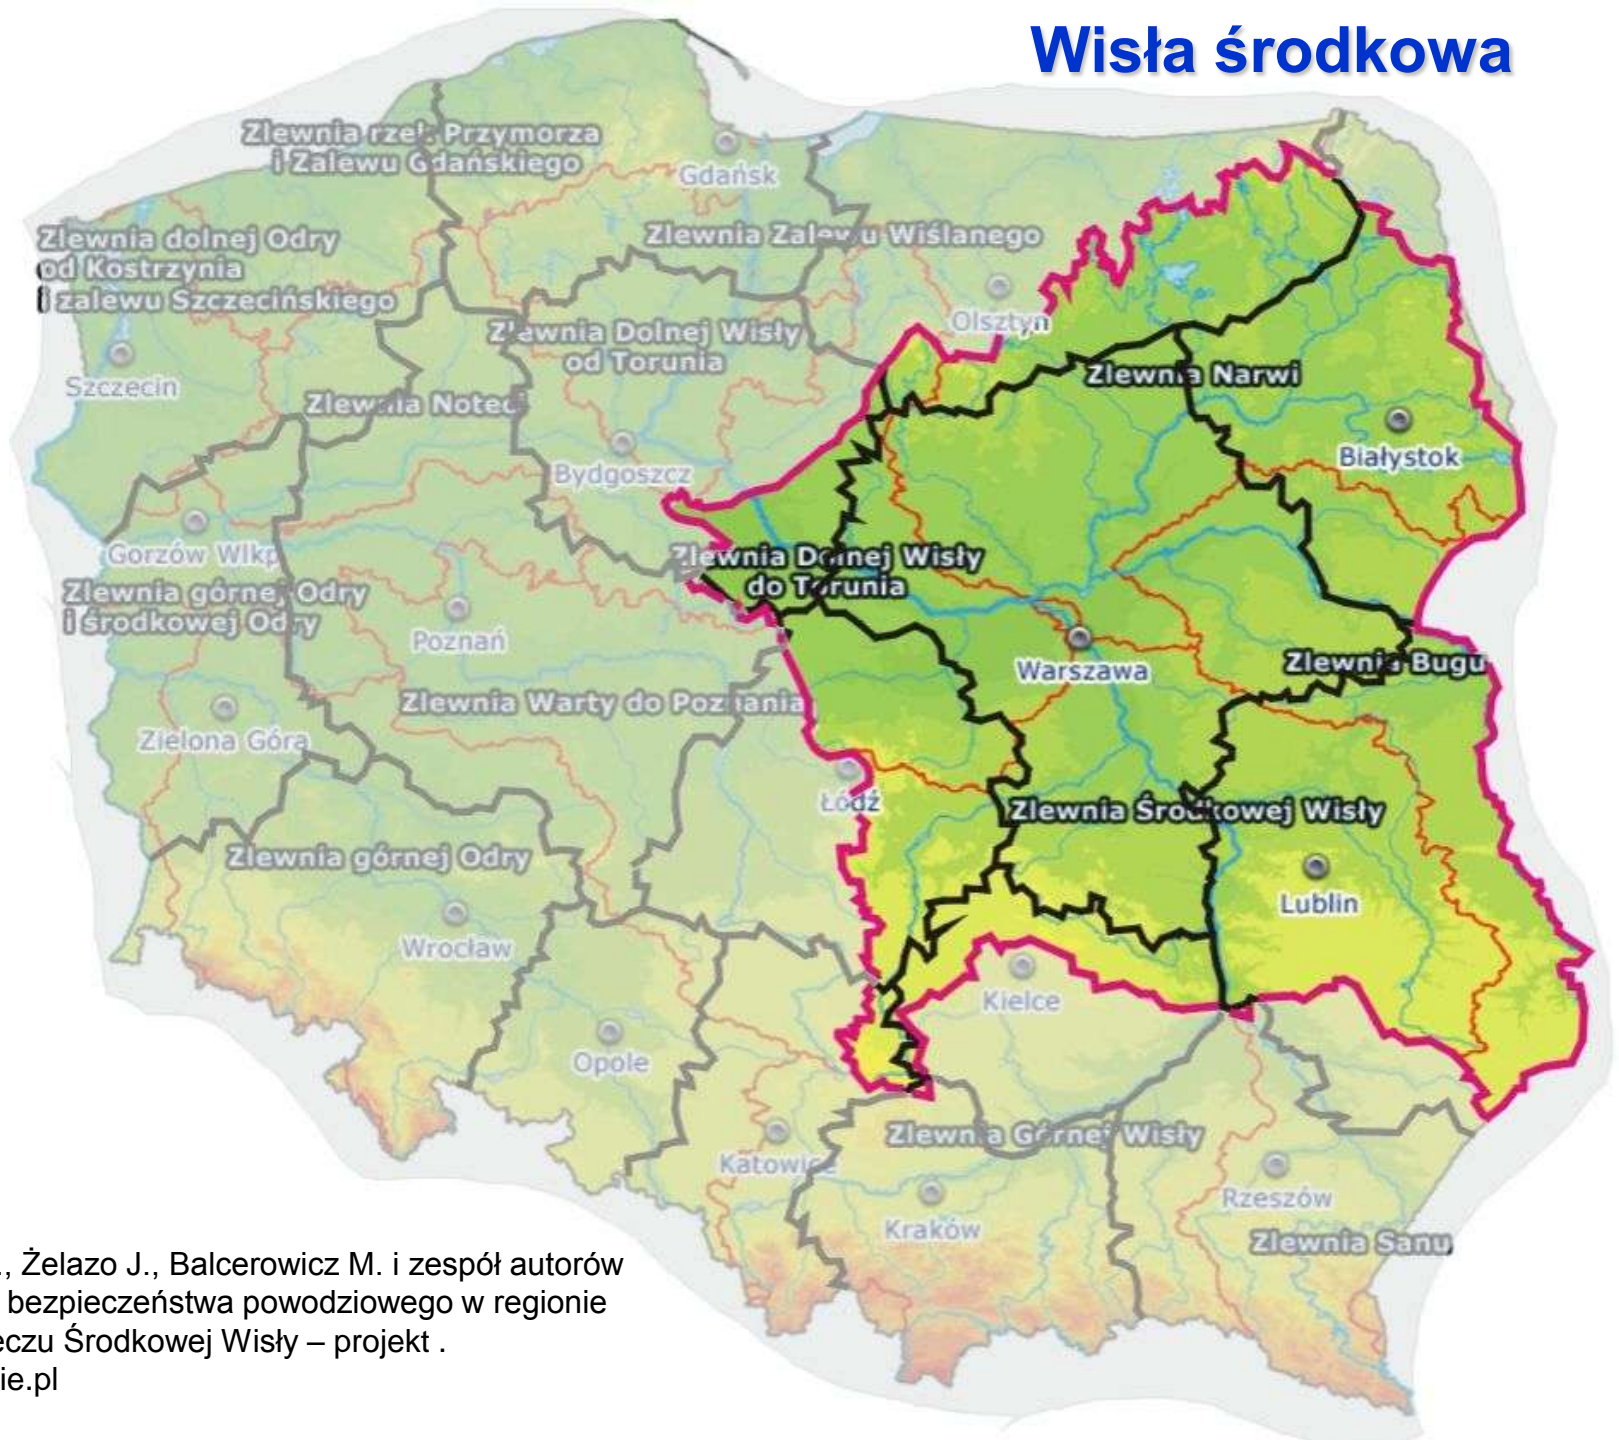 Wisła środkowa
Zlewnia rzek Przymorza
i Zalewu Gdańskiego
Gdańsk
Zlewnia dolnej Odry
od Kostrzynia
i zalewu Szczecińskiego
Zlewnia Zalewu Wiślanego
Olsztyn
Zlewnia Dolnej Wisły
od Torunia
Szczecin
Zlewnia Noteci
Zlewnia Narwi
Białystok
Bydgoszcz
Gorzów Wlkp
Zlewnia Dolnej Wisły
do Torunia
Zlewnia górnej Odry
i środkowej Odry
Poznań
Warszawa
Zlewnia Bugu
Zlewnia Warty do Poznania
Zielona Góra
Łódź
Zlewnia Środkowej Wisły
Zlewnia górnej Odry
Lublin
Wrocław
Kielce
Opole
Zlewnia Górnej Wisły
Katowice
Rzeszów
Kraków
Zlewnia Sanu
., Żelazo J., Balcerowicz M. i zespół autorów
bezpieczeństwa powodziowego w regionie
eczu Środkowej Wisły – projekt .
ie.pl